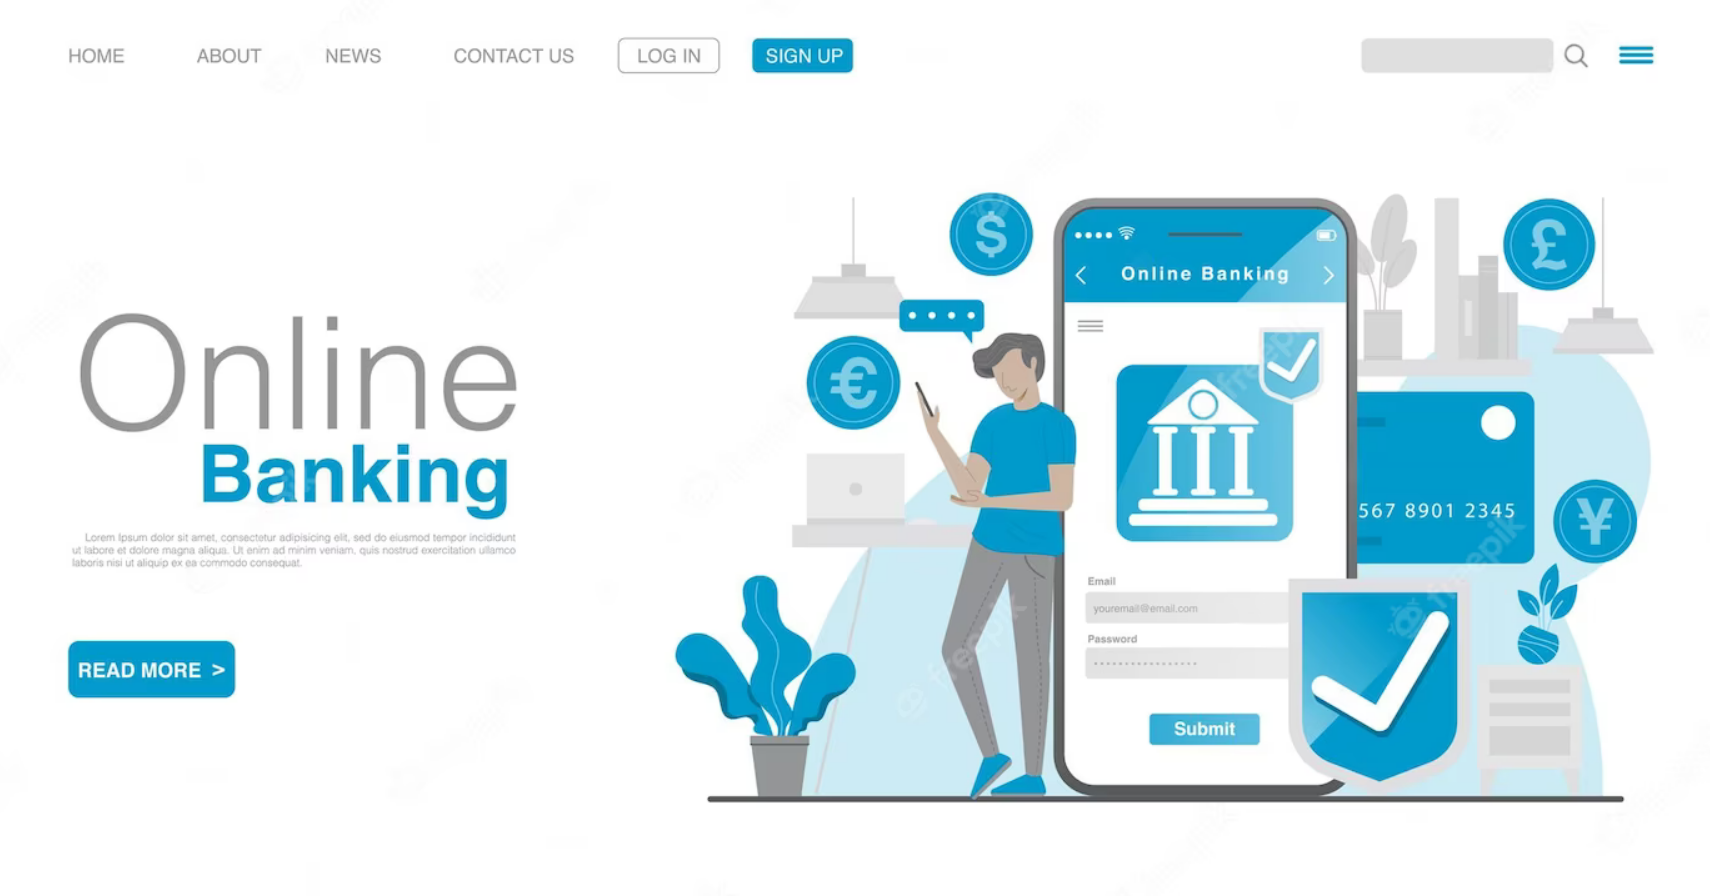 HOME ABOUT NEWS CONTACT US LOG IN SIGN UP
Online
Banking
Lorem Ipsum dolor sit amet, consectetur adipisicing elit, sed do eiusmod tempor incididunt
ut labore et dolore magna aliqua. Ut enim ad minim veniam, quis nostrud exercitation ullamco
laboris nisi ut aliquip ex ea commodo consequat.
READ MORE >
$
€
£
¥
Online Banking
567 8901 2345
Email
youremail@email.com
Password
Submit
freepik
freepik